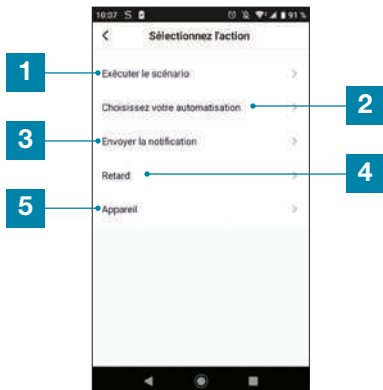 10:07 S 91 %
Sélectionnez l'action
1
Exécuter le scénario
Choisissez votre automatisation
2
3
Envoyer la notification
Retard
4
5
Appareil